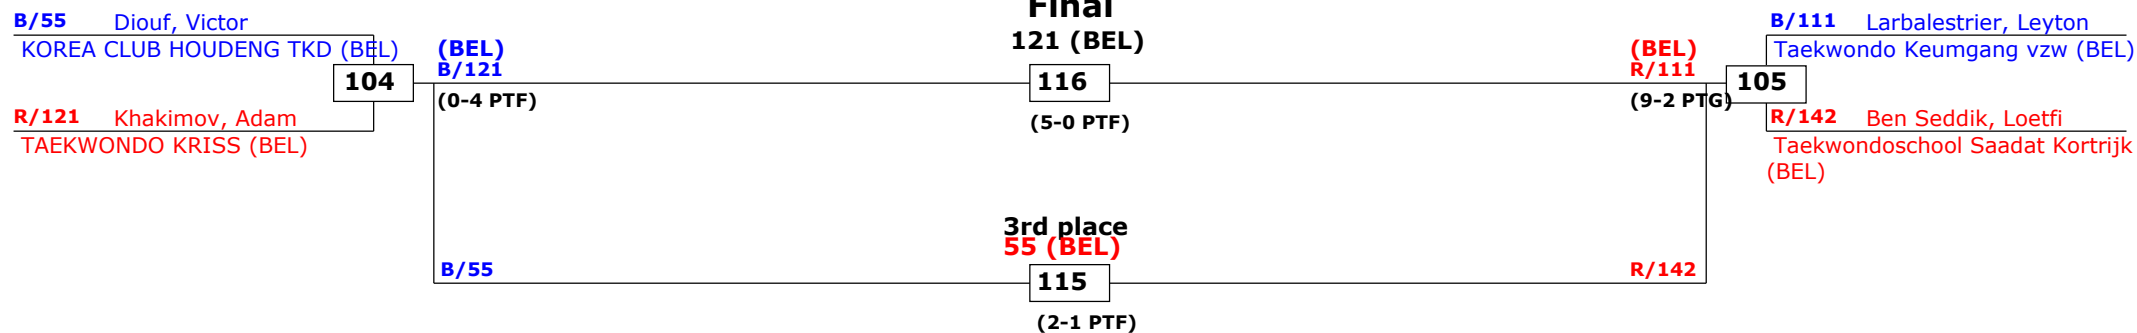 B/55 Diouf, Victor
KOREA CLUB HOUDENG TKD (BEL)
104
R/121 Khakimov, Adam
TAEKWONDO KRISS (BEL)
(BEL)
B/121
(0-4 PTF)
Final
121 (BEL)
116
(5-0 PTF)
(BEL)
R/111
(9-2 PTG)
B/111 Larbalestrier, Leyton
Taekwondo Keumgang vzw (BEL)
105
R/142 Ben Seddik, Loetfi
Taekwondoschool Saadat Kortrijk
(BEL)
B/55
3rd place
55 (BEL)
115
(2-1 PTF)
R/142